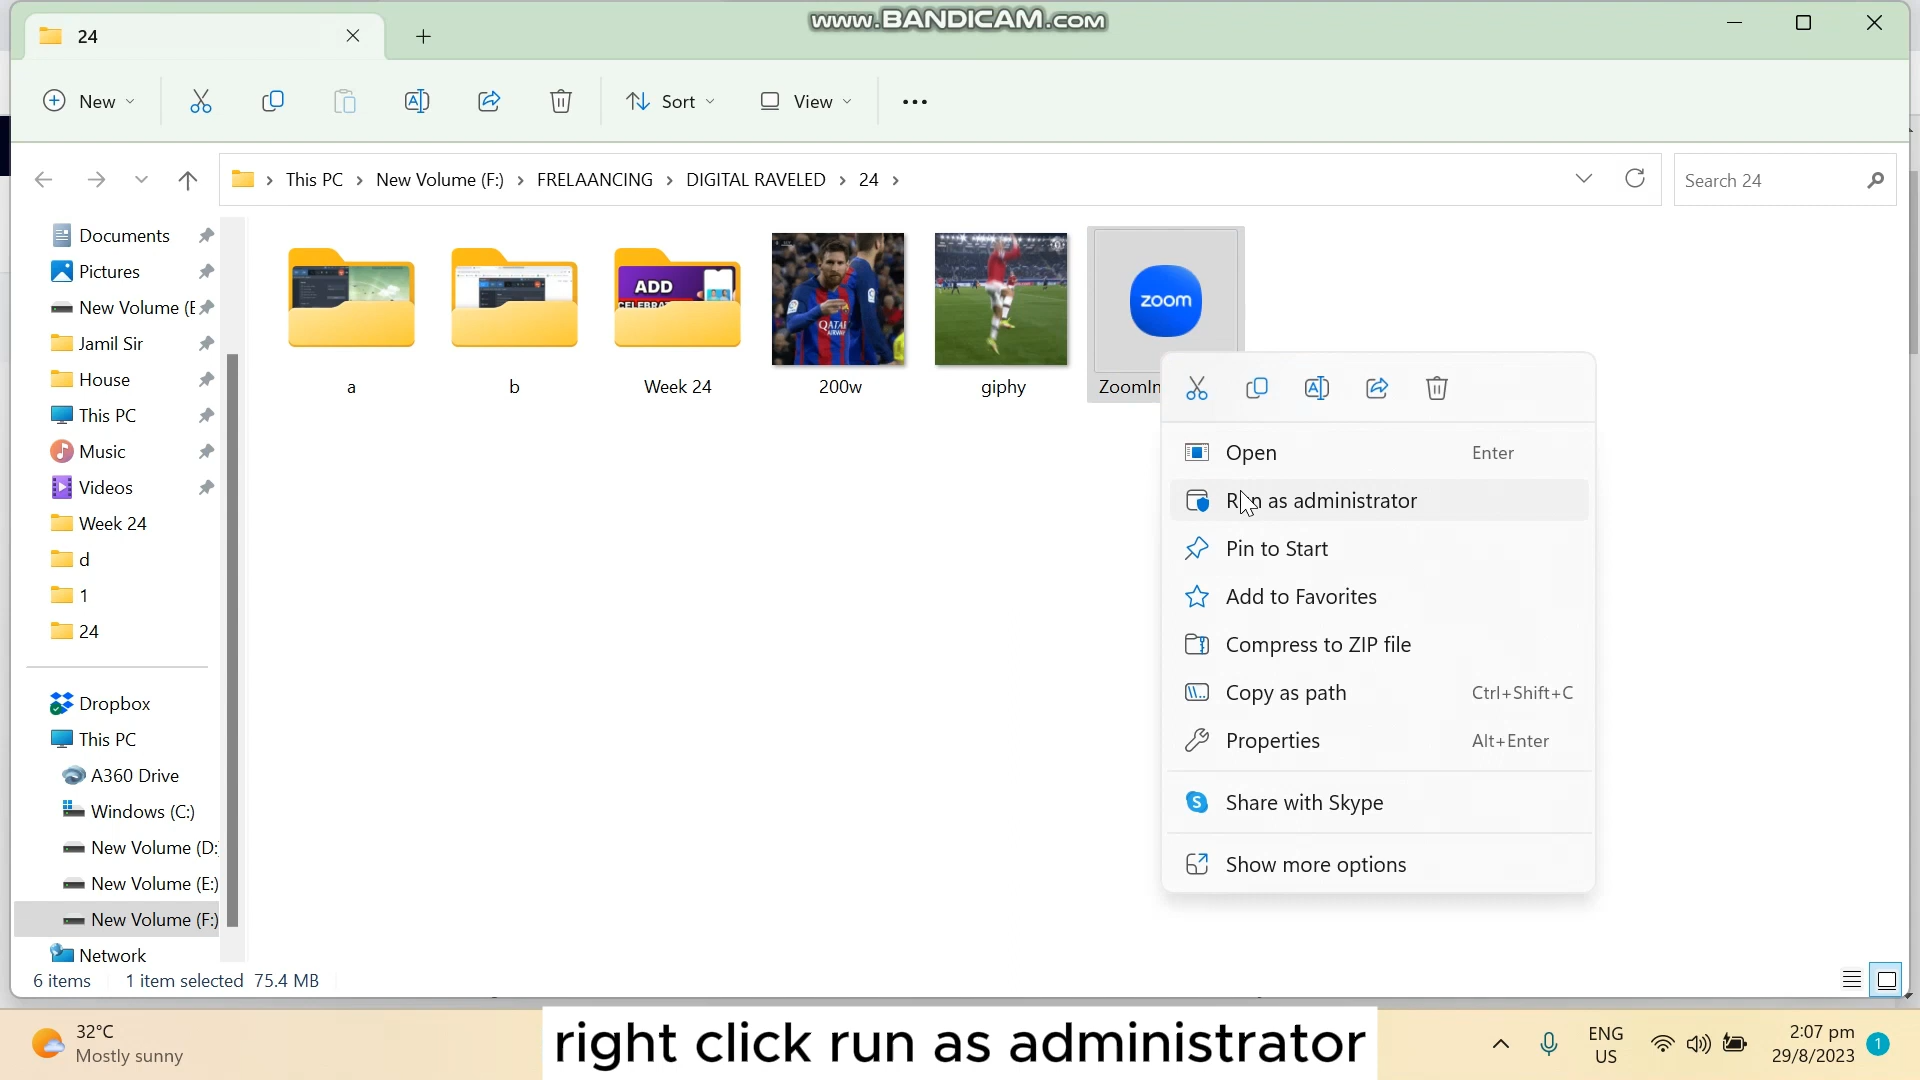 www.BANDICAM.com
24
New
Sort
View
This PC
New Volume (F:)
FRELAANCING
DIGITAL RAVELED
24
Search 24
Documents
Pictures
New Volume (E
Jamil Sir
House
This PC
Music
Videos
Week 24
d
1
24
Dropbox
This PC
A360 Drive
Windows (C:)
New Volume (D:
New Volume (E:)
New Volume (F:)
Network
ADD
QATAR
AIRWAYS
zoom
a
b
Week 24
200w
giphy
ZoomIn
Open Enter
Run as administrator
Pin to Start
Add to Favorites
Compress to ZIP file
Copy as path Ctrl+Shift+C
Properties Alt+Enter
Share with Skype
Show more options
6 items 1 item selected 75.4 MB
32°C
Mostly sunny
right click run as administrator
ENG
US
2:07 pm
29/8/2023
1